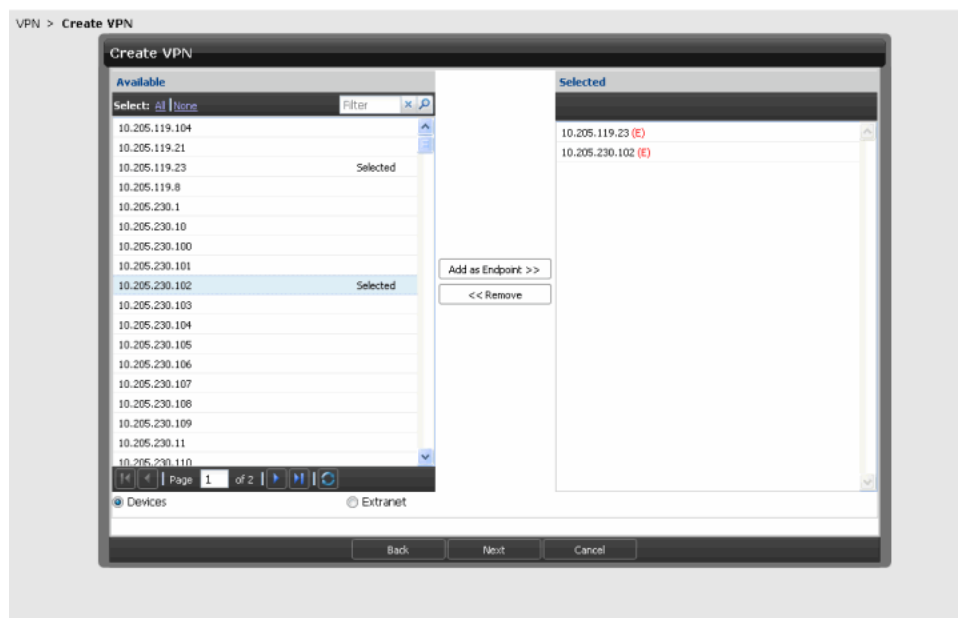 VPN > Create VPN
Create VPN
Available
Selected
Select: All | None
Filter
10.205.119.104
10.205.119.21
10.205.119.23 Selected
10.205.119.8
10.205.230.1
10.205.230.10
10.205.230.100
10.205.230.101
10.205.230.102 Selected
10.205.230.103
10.205.230.104
10.205.230.105
10.205.230.106
10.205.230.107
10.205.230.108
10.205.230.109
10.205.230.11
10.205.230.110
Page 1 of 2
Devices
Extranet
Add as Endpoint >>
<< Remove
10.205.119.23 (E)
10.205.230.102 (E)
Back
Next
Cancel